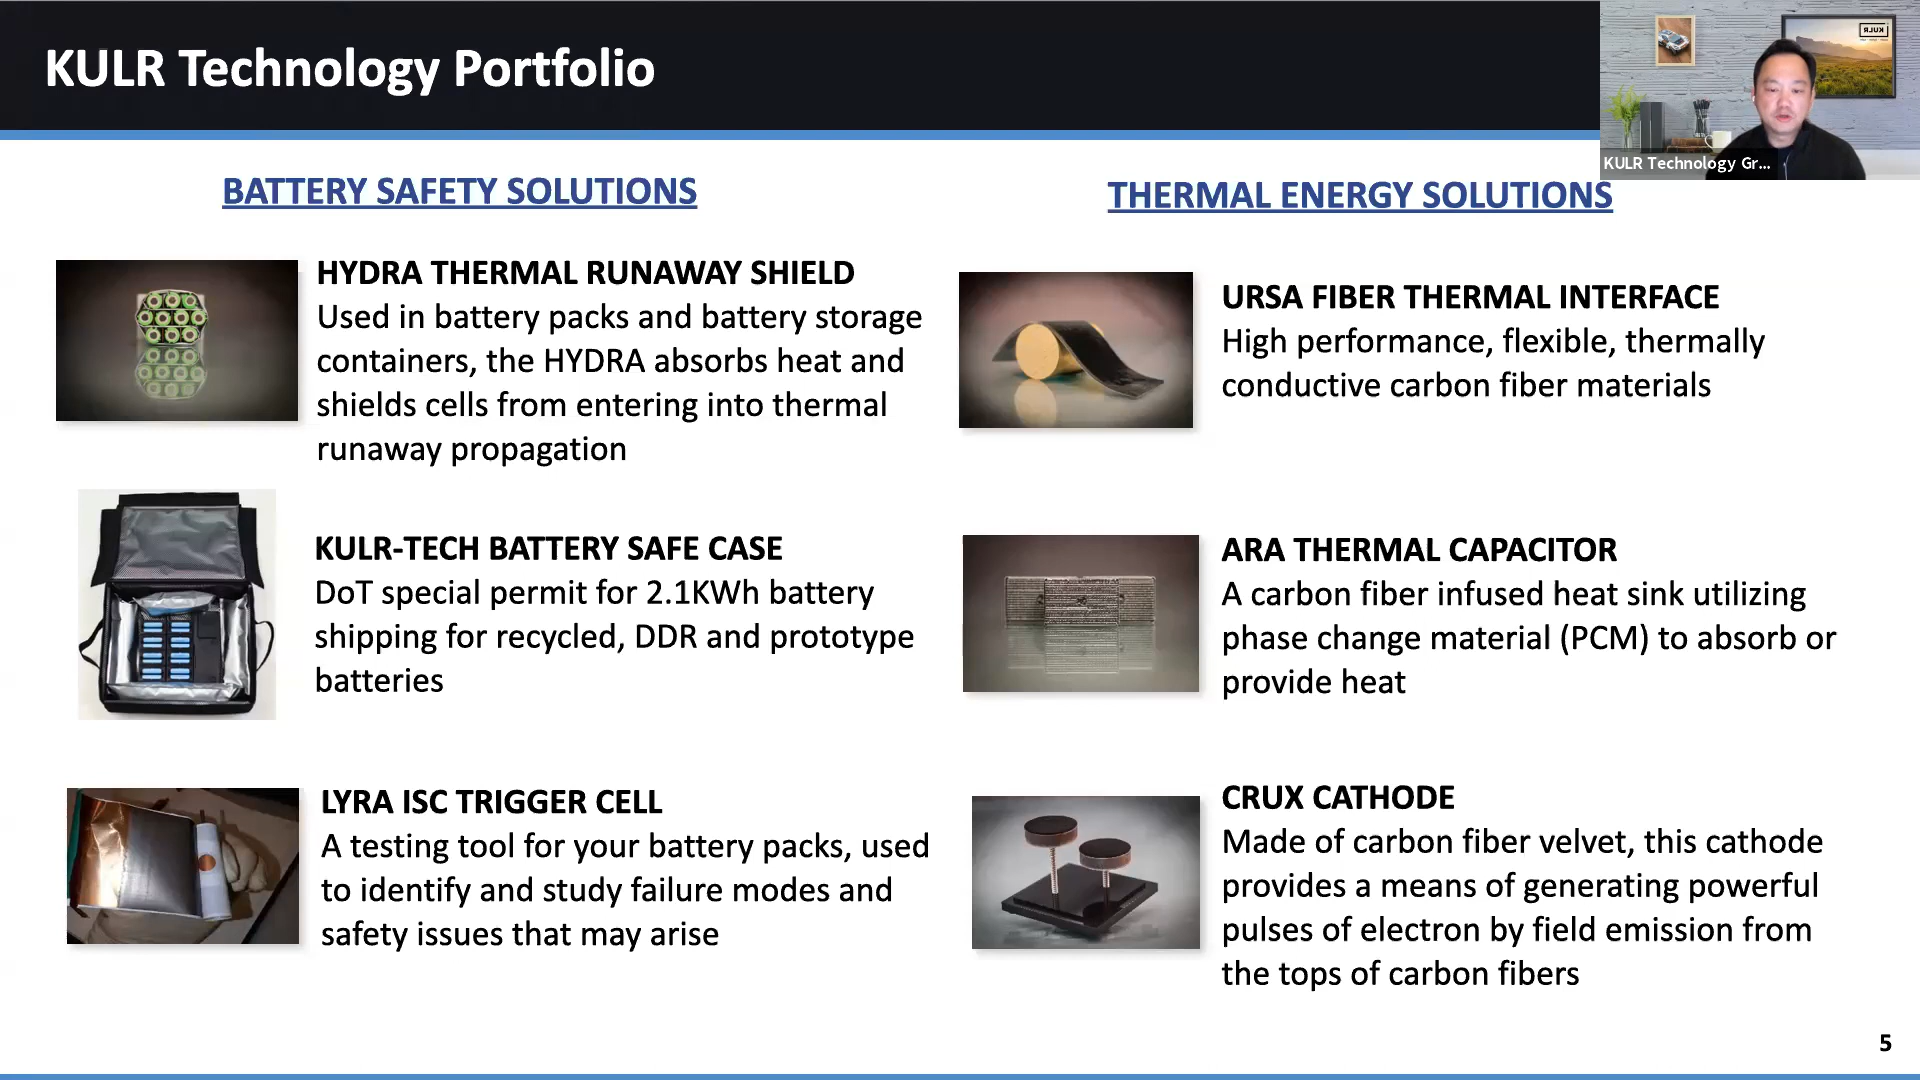 KULR Technology Portfolio
KULR
KULR Technology Gr...
BATTERY SAFETY SOLUTIONS
HYDRA THERMAL RUNAWAY SHIELD
Used in battery packs and battery storage
containers, the HYDRA absorbs heat and
shields cells from entering into thermal
runaway propagation
KULR-TECH BATTERY SAFE CASE
DoT special permit for 2.1KWh battery
shipping for recycled, DDR and prototype
batteries
LYRA ISC TRIGGER CELL
A testing tool for your battery packs, used
to identify and study failure modes and
safety issues that may arise
THERMAL ENERGY SOLUTIONS
URSA FIBER THERMAL INTERFACE
High performance, flexible, thermally
conductive carbon fiber materials
ARA THERMAL CAPACITOR
A carbon fiber infused heat sink utilizing
phase change material (PCM) to absorb or
provide heat
CRUX CATHODE
Made of carbon fiber velvet, this cathode
provides a means of generating powerful
pulses of electron by field emission from
the tops of carbon fibers
5